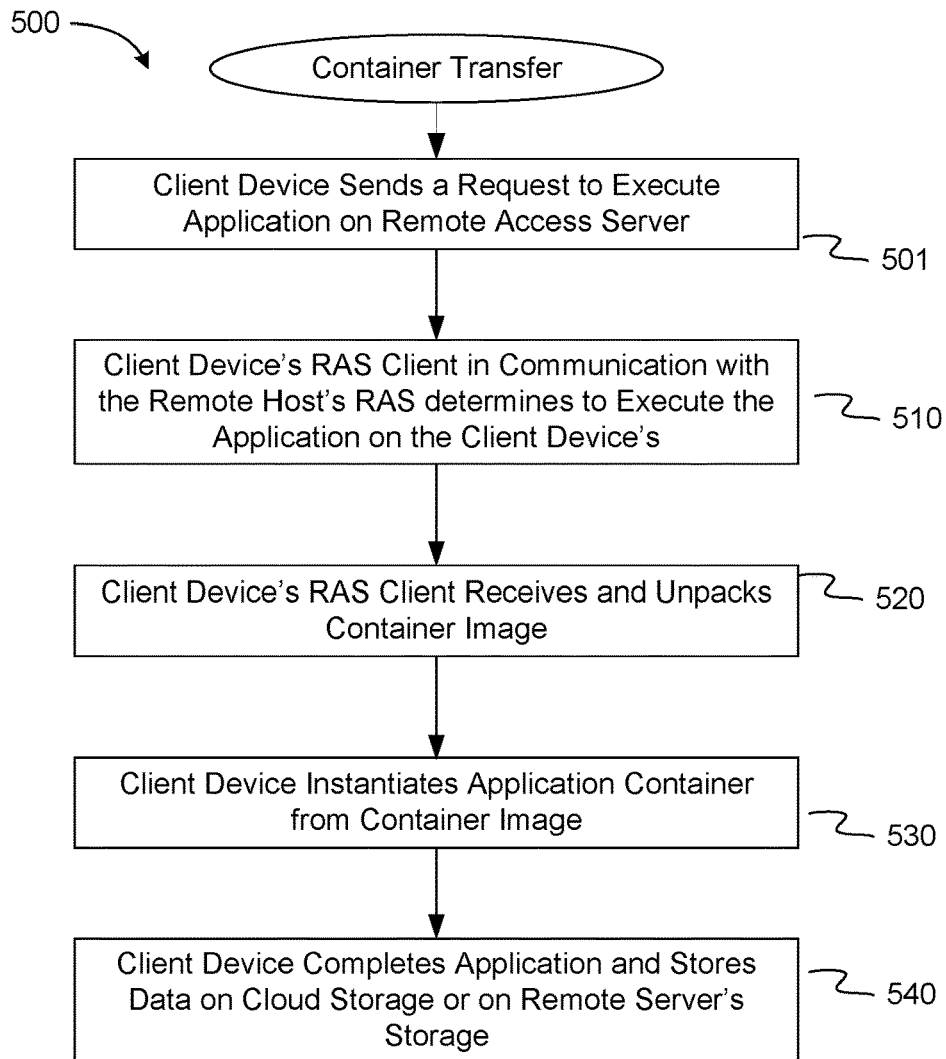 500
Container Transfer
Client Device Sends a Request to Execute
Application on Remote Access Server
501
Client Device's RAS Client in Communication with
the Remote Host's RAS determines to Execute the
Application on the Client Device's
510
Client Device's RAS Client Receives and Unpacks
Container Image
520
Client Device Instantiates Application Container
from Container Image
530
Client Device Completes Application and Stores
Data on Cloud Storage or on Remote Server's
Storage
540